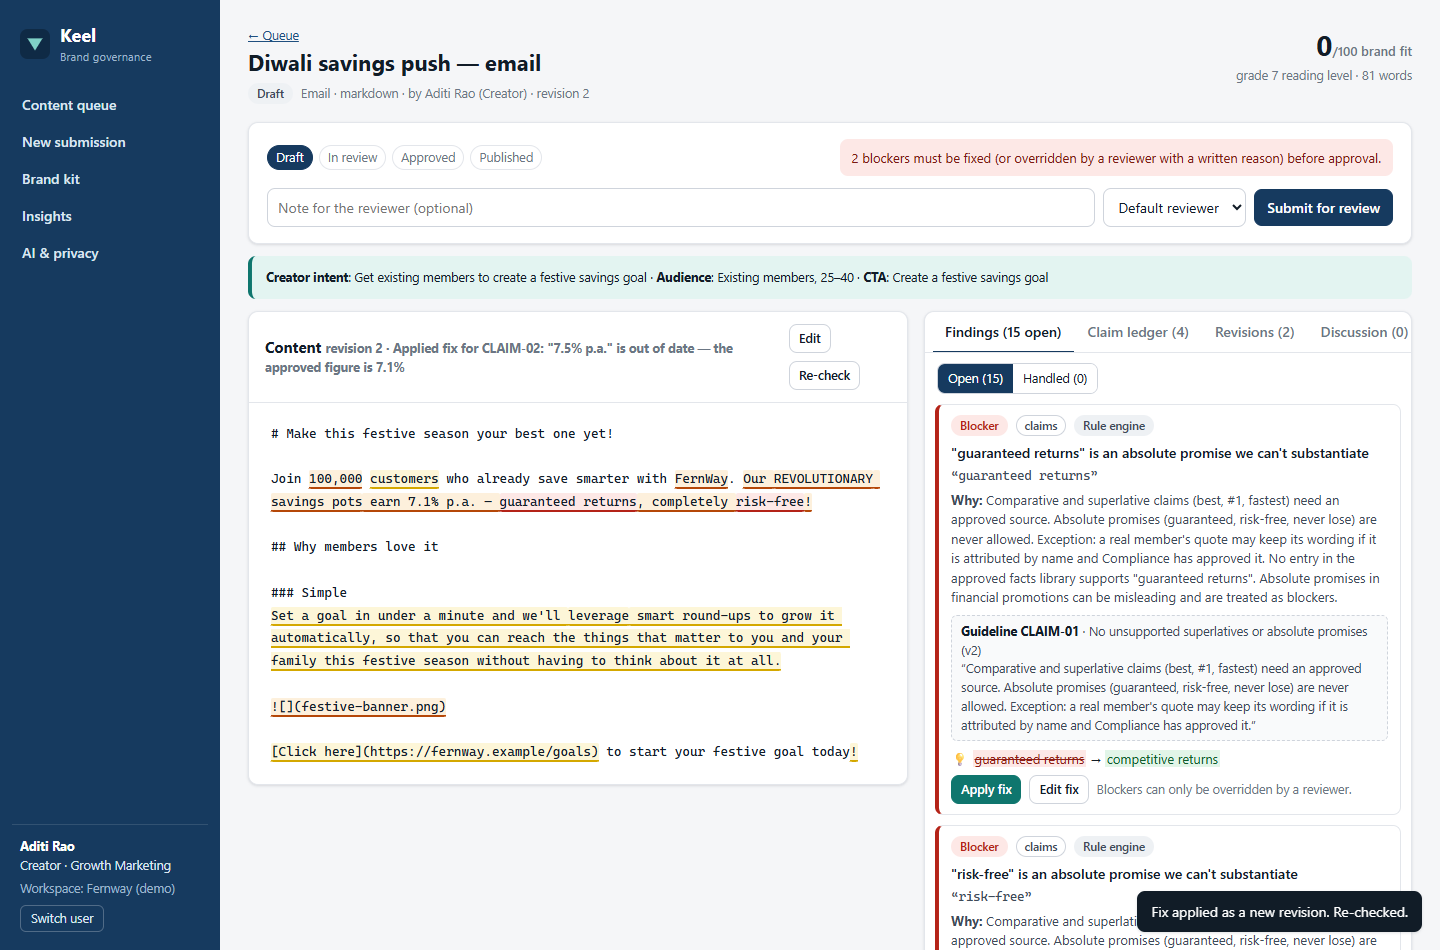 Keel
Brand governance
Content queue
New submission
Brand kit
Insights
AI & privacy
Aditi Rao
Creator · Growth Marketing
Workspace: Fernway (demo)
Switch user
← Queue
Diwali savings push — email
Draft Email · markdown · by Aditi Rao (Creator) · revision 2
0/100 brand fit
grade 7 reading level · 81 words
Draft In review Approved Published
2 blockers must be fixed (or overridden by a reviewer with a written reason) before approval.
Note for the reviewer (optional)
Default reviewer
Submit for review
Creator intent: Get existing members to create a festive savings goal · Audience: Existing members, 25–40 · CTA: Create a festive savings goal
Content revision 2 · Applied fix for CLAIM-02: "7.5% p.a." is out of date — the
approved figure is 7.1%
Edit
Re-check
# Make this festive season your best one yet!
Join 100,000 customers who already save smarter with FernWay. Our REVOLUTIONARY
savings pots earn 7.1% p.a. — guaranteed returns, completely risk-free!
## Why members love it
### Simple
Set a goal in under a minute and we'll leverage smart round-ups to grow it
automatically, so that you can reach the things that matter to you and your
family this festive season without having to think about it at all.
![](festive-banner.png)
[Click here](https://fernway.example/goals) to start your festive goal today!
Findings (15 open) Claim ledger (4) Revisions (2) Discussion (0)
Open (15) Handled (0)
Blocker claims Rule engine
"guaranteed returns" is an absolute promise we can't substantiate
“guaranteed returns”
Why: Comparative and superlative claims (best, #1, fastest) need an
approved source. Absolute promises (guaranteed, risk-free, never lose) are
never allowed. Exception: a real member's quote may keep its wording if it
is attributed by name and Compliance has approved it. No entry in the
approved facts library supports "guaranteed returns". Absolute promises in
financial promotions can be misleading and are treated as blockers.
Guideline CLAIM-01 · No unsupported superlatives or absolute promises
(v2)
“Comparative and superlative claims (best, #1, fastest) need an approved
source. Absolute promises (guaranteed, risk-free, never lose) are never
allowed. Exception: a real member's quote may keep its wording if it is
attributed by name and Compliance has approved it.”
guaranteed returns → competitive returns
Apply fix Edit fix Blockers can only be overridden by a reviewer.
Blocker claims Rule engine
"risk-free" is an absolute promise we can't substantiate
“risk-free”
Why: Comparative and superlati
approved source. Absolute promises (guaranteed, risk-free, never lose) are
Fix applied as a new revision. Re-checked.